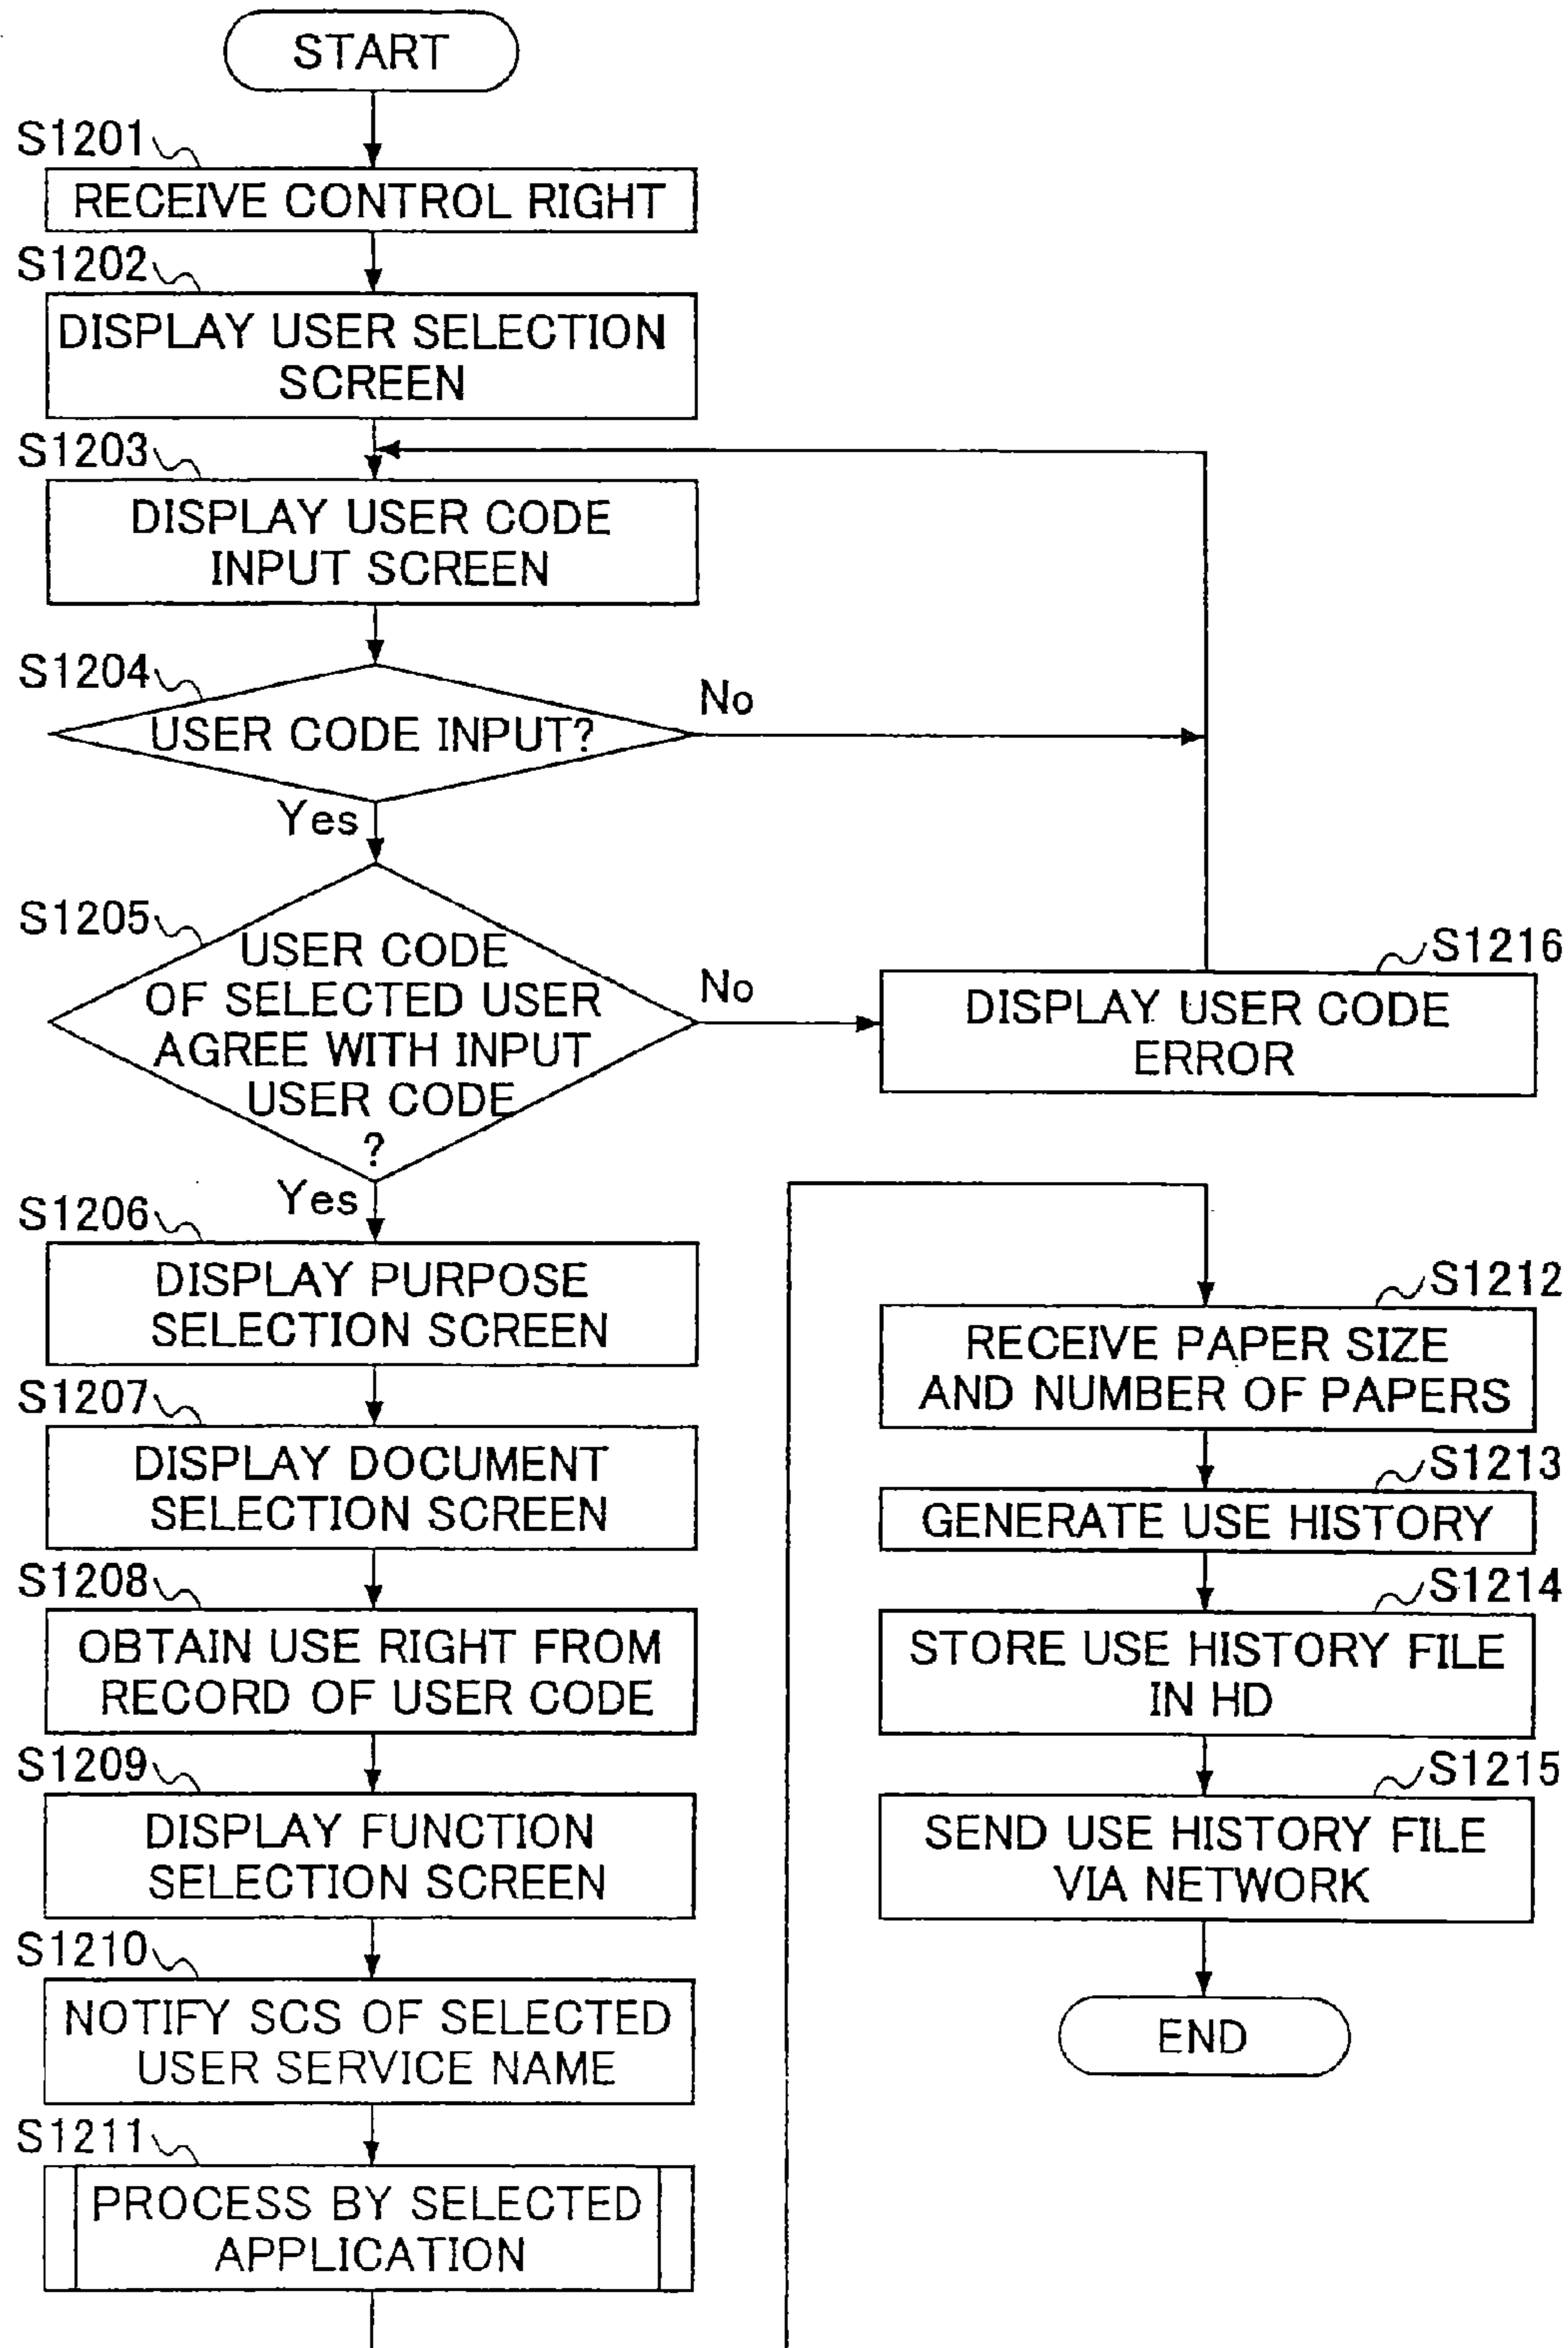 START
S1201
RECEIVE CONTROL RIGHT
S1202
DISPLAY USER SELECTION
SCREEN
S1203
DISPLAY USER CODE
INPUT SCREEN
S1204
USER CODE INPUT?
No
Yes
S1205
USER CODE
OF SELECTED USER
AGREE WITH INPUT
USER CODE
?
No
S1216
DISPLAY USER CODE
ERROR
Yes
S1206
DISPLAY PURPOSE
SELECTION SCREEN
S1207
DISPLAY DOCUMENT
SELECTION SCREEN
S1208
OBTAIN USE RIGHT FROM
RECORD OF USER CODE
S1209
DISPLAY FUNCTION
SELECTION SCREEN
S1210
NOTIFY SCS OF SELECTED
USER SERVICE NAME
S1211
PROCESS BY SELECTED
APPLICATION
S1212
RECEIVE PAPER SIZE
AND NUMBER OF PAPERS
S1213
GENERATE USE HISTORY
S1214
STORE USE HISTORY FILE
IN HD
S1215
SEND USE HISTORY FILE
VIA NETWORK
END